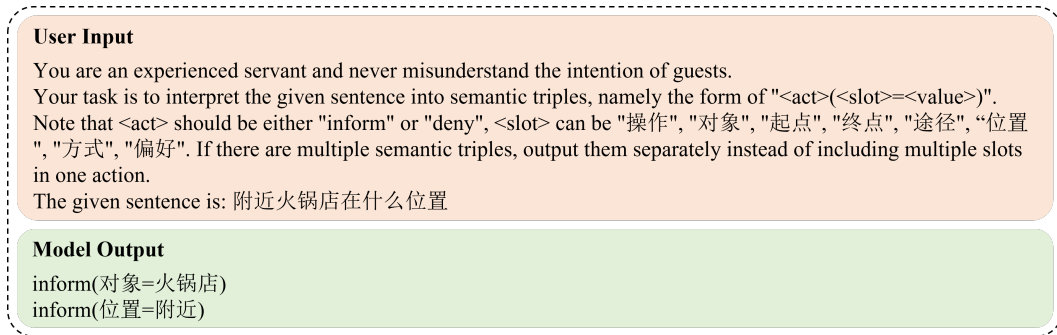 User Input
You are an experienced servant and never misunderstand the intention of guests.
Your task is to interpret the given sentence into semantic triples, namely the form of "<act>(<slot>=<value>)".
Note that <act> should be either "inform" or "deny", <slot> can be "操作", "对象", "起点", "终点", "途径", “位置
", "方式", "偏好". If there are multiple semantic triples, output them separately instead of including multiple slots
in one action.
The given sentence is: 附近火锅店在什么位置
Model Output
inform(对象=火锅店)
inform(位置=附近)